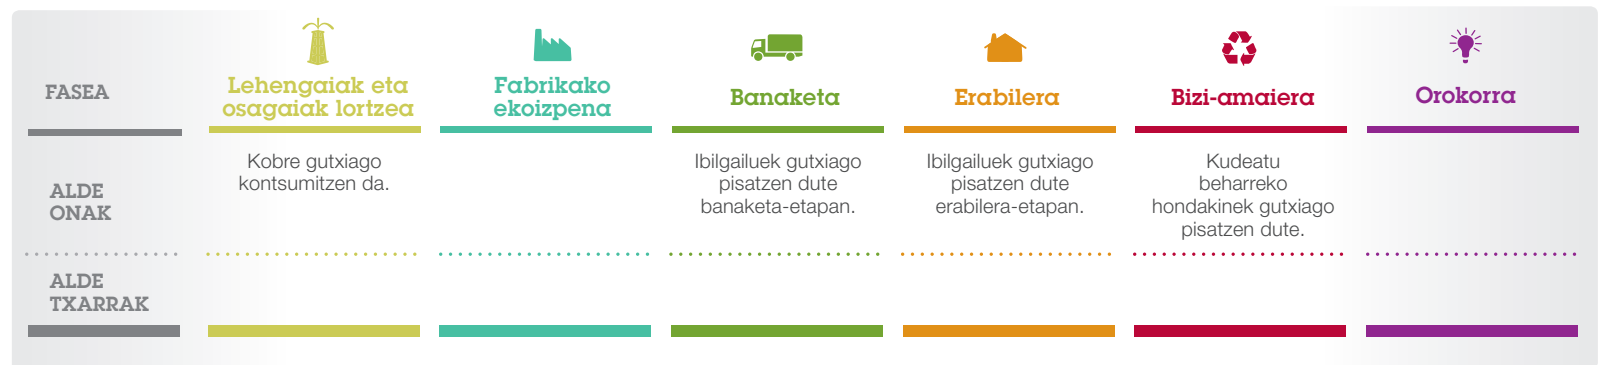 FASEA
Lehengaiak eta
osagaiak lortzea
Fabrikako
ekoizpena
Banaketa
Erabilera
Bizi-amaiera
Orokorra
ALDE
ONAK
Kobre gutxiago
kontsumitzen da.
Ibilgailuek gutxiago
pisatzen dute
banaketa-etapan.
Ibilgailuek gutxiago
pisatzen dute
erabilera-etapan.
Kudeatu
beharreko
hondakinek gutxiago
pisatzen dute.
ALDE
TXARRAK